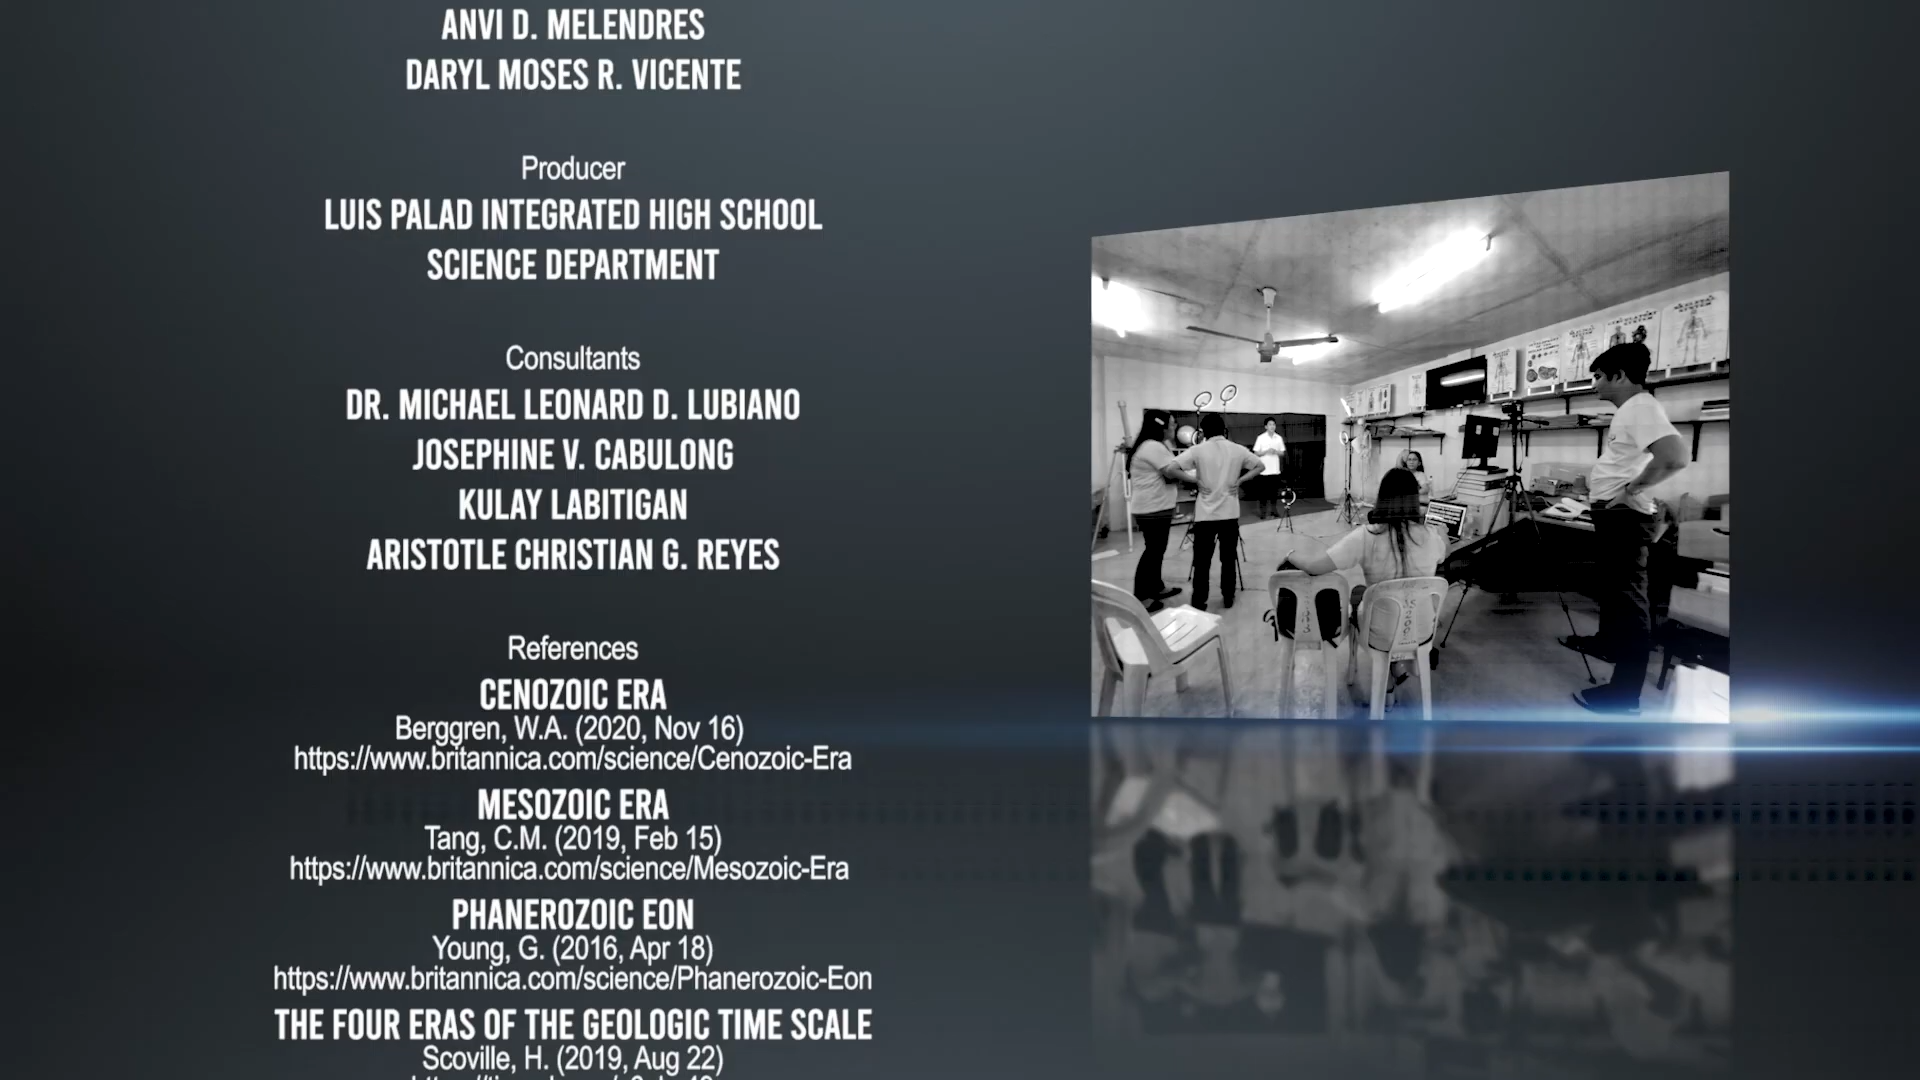 ANVI D. MELENDRES
DARYL MOSES R. VICENTE
Producer
LUIS PALAD INTEGRATED HIGH SCHOOL
SCIENCE DEPARTMENT
Consultants
DR. MICHAEL LEONARD D. LUBIANO
JOSEPHINE V. CABULONG
KULAY LABITIGAN
ARISTOTLE CHRISTIAN G. REYES
References
CENOZOIC ERA
Berggren, W.A. (2020, Nov 16)
https://www.britannica.com/science/Cenozoic-Era
MESOZOIC ERA
Tang, C.M. (2019, Feb 15)
https://www.britannica.com/science/Mesozoic-Era
PHANEROZOIC EON
Young, G. (2016, Apr 18)
https://www.britannica.com/science/Phanerozoic-Eon
THE FOUR ERAS OF THE GEOLOGIC TIME SCALE
Scoville, H. (2019, Aug 22)